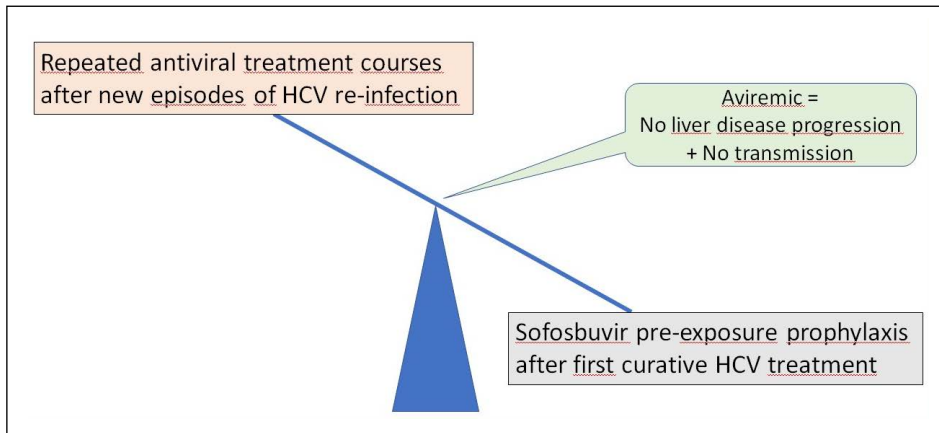 Repeated antiviral treatment courses
after new episodes of HCV re-infection
Aviremic =
No liver disease progression
+ No transmission
Sofosbuvir pre-exposure prophylaxis
after first curative HCV treatment